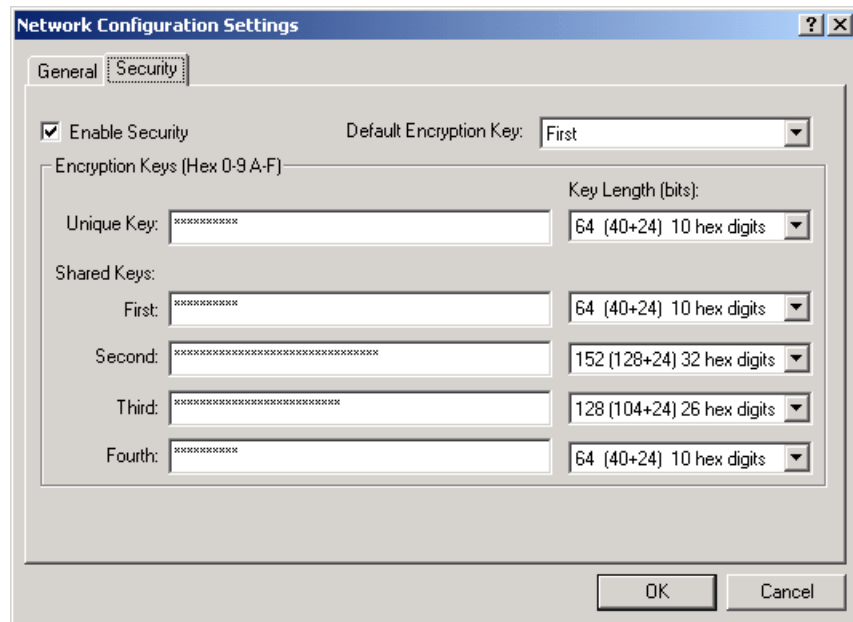 Network Configuration Settings
General Security
Enable Security Default Encryption Key: First
Encryption Keys (Hex 0-9 A-F)
Key Length (bits):
Unique Key: ********** 64 (40+24) 10 hex digits
Shared Keys:
First: ********** 64 (40+24) 10 hex digits
Second: ******************************** 152 (128+24) 32 hex digits
Third: ************************** 128 (104+24) 26 hex digits
Fourth: ********** 64 (40+24) 10 hex digits
OK Cancel